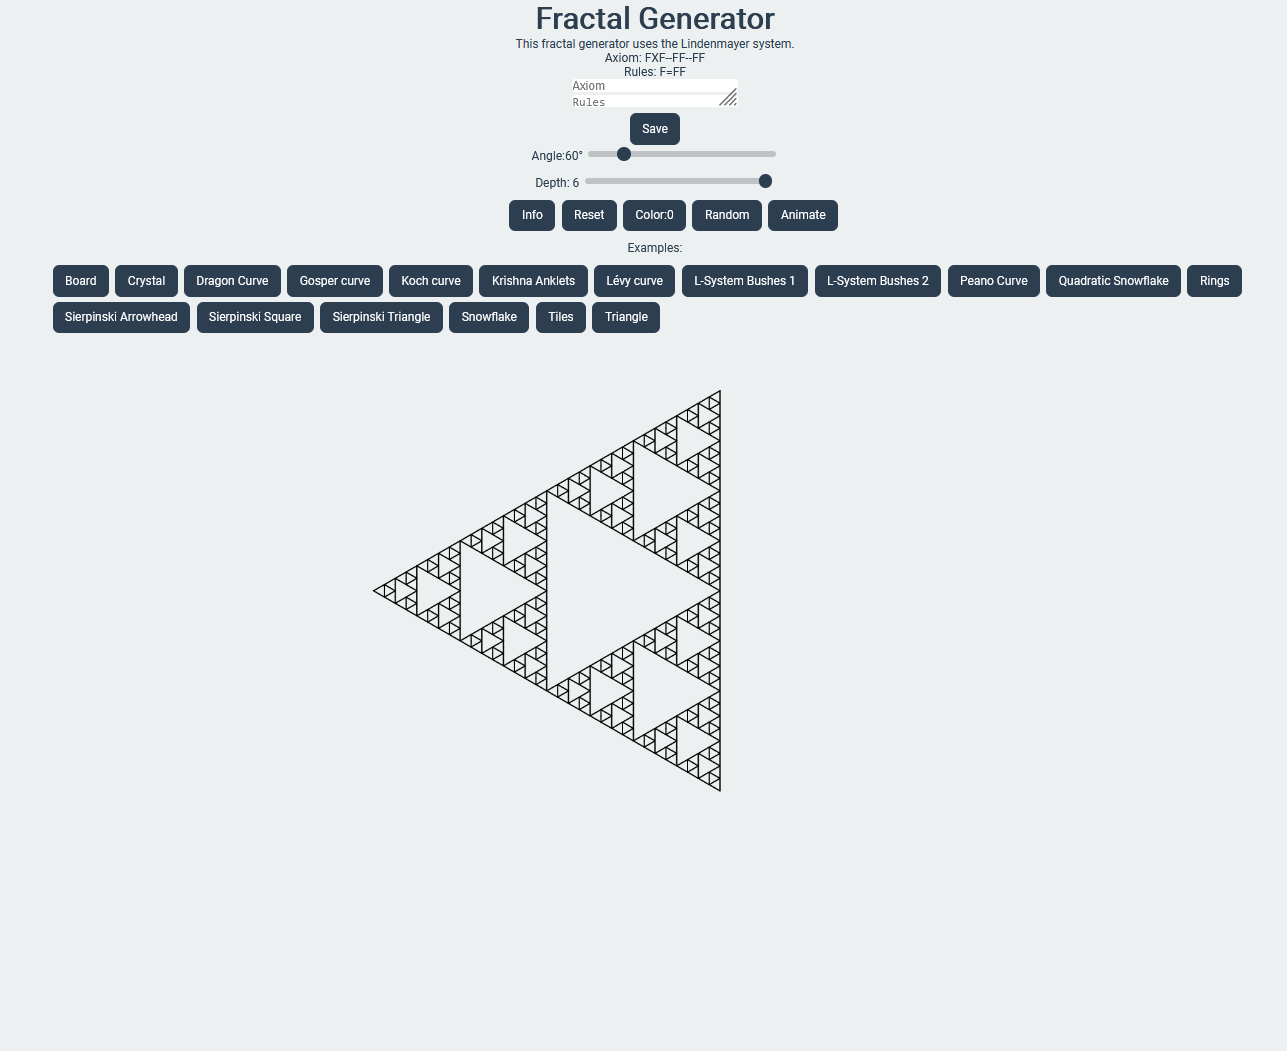 Fractal Generator
This fractal generator uses the Lindenmayer system.
Axiom: FXF--FF--FF
Rules: F=FF
Axiom
Rules
Save
Angle:60°
Depth: 6
Info Reset Color:0 Random Animate
Examples:
Board Crystal Dragon Curve Gosper curve Koch curve Krishna Anklets Lévy curve L-System Bushes 1 L-System Bushes 2 Peano Curve Quadratic Snowflake Rings
Sierpinski Arrowhead Sierpinski Square Sierpinski Triangle Snowflake Tiles Triangle